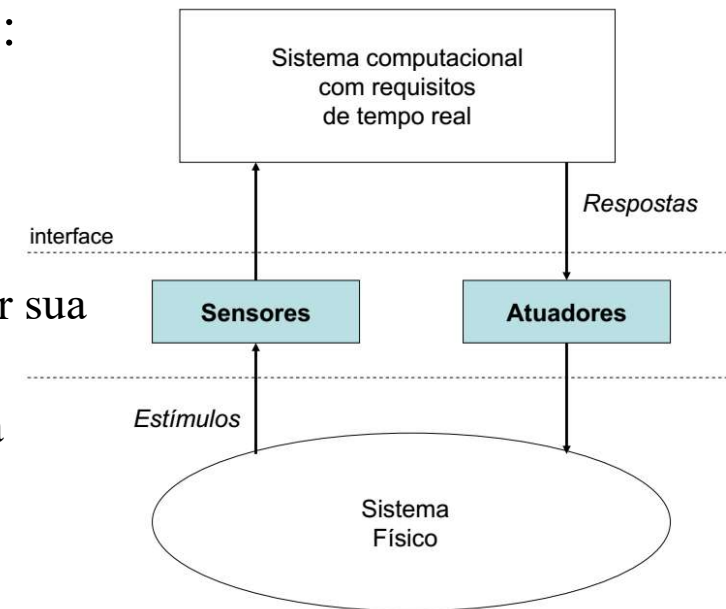 :
Sistema computacional
com requisitos
de tempo real
Respostas
interface
r sua
Sensores
Atuadores
a
Estímulos
Sistema
Físico